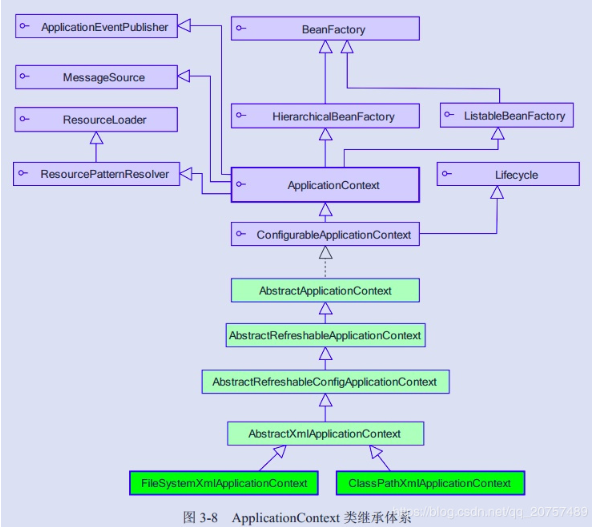 ApplicationEventPublisher
BeanFactory
MessageSource
ResourceLoader
HierarchicalBeanFactory
ListableBeanFactory
ResourcePatternResolver
ApplicationContext
Lifecycle
ConfigurableApplicationContext
AbstractApplicationContext
AbstractRefreshableApplicationContext
AbstractRefreshableConfigApplicationContext
AbstractXmlApplicationContext
FileSystemXmlApplicationContext
ClassPathXmlApplicationContext
图 3-8 ApplicationContext 类继承体系
https://blog.csdn.net/qq_20757489